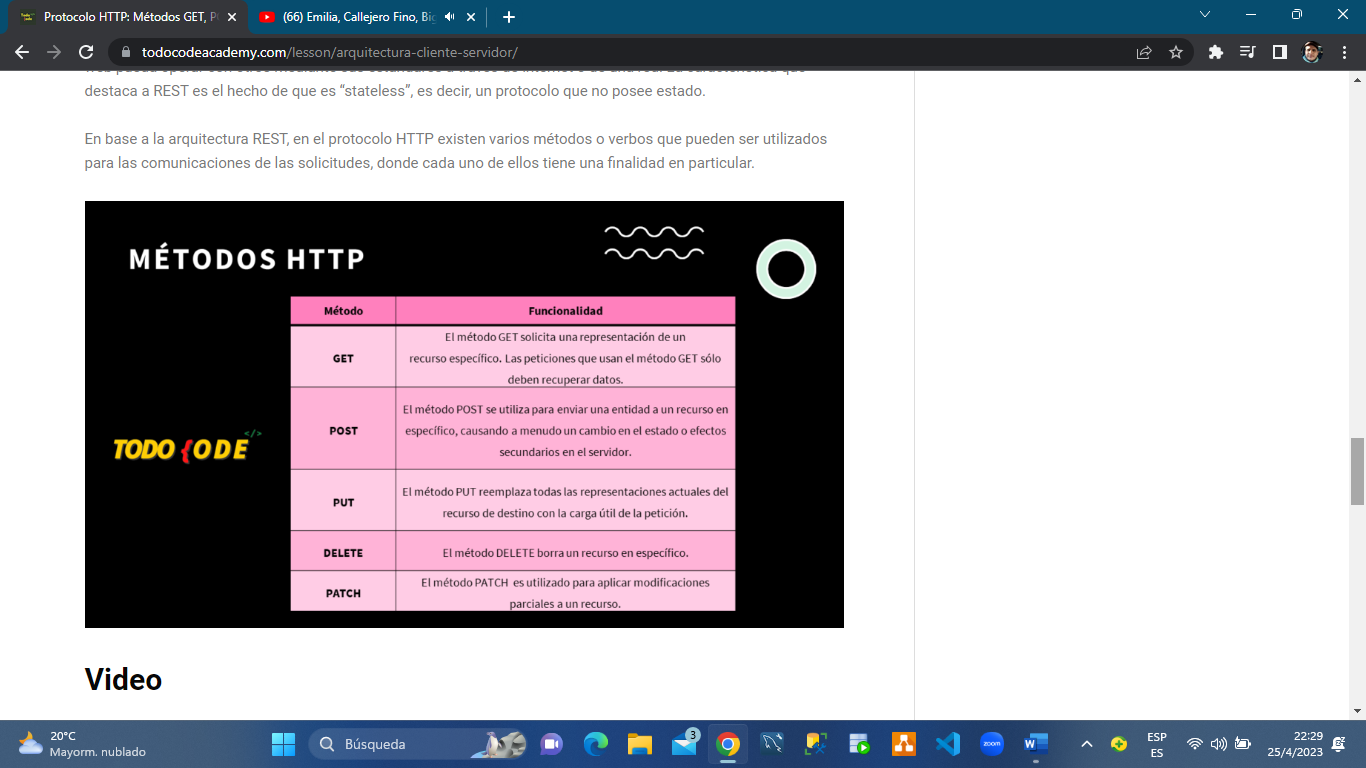 Protocolo HTTP: Métodos GET, P
(66) Emilia, Callejero Fino, Big
todocodeacademy.com/lesson/arquitectura-cliente-servidor/
destaca a REST es el hecho de que es “stateless”, es decir, un protocolo que no posee estado.
En base a la arquitectura REST, en el protocolo HTTP existen varios métodos o verbos que pueden ser utilizados
para las comunicaciones de las solicitudes, donde cada uno de ellos tiene una finalidad en particular.
MÉTODOS HTTP
Método Funcionalidad
GET
El método GET solicita una representación de un
recurso específico. Las peticiones que usan el método GET sólo
deben recuperar datos.
POST
El método POST se utiliza para enviar una entidad a un recurso en
específico, causando a menudo un cambio en el estado o efectos
secundarios en el servidor.
PUT
El método PUT reemplaza todas las representaciones actuales del
recurso de destino con la carga útil de la petición.
DELETE
El método DELETE borra un recurso en específico.
PATCH
El método PATCH es utilizado para aplicar modificaciones
parciales a un recurso.
TODO {ODE </>
Video
20°C
Mayorm. nublado
Búsqueda
3
zoom
ESP
ES
22:29
25/4/2023